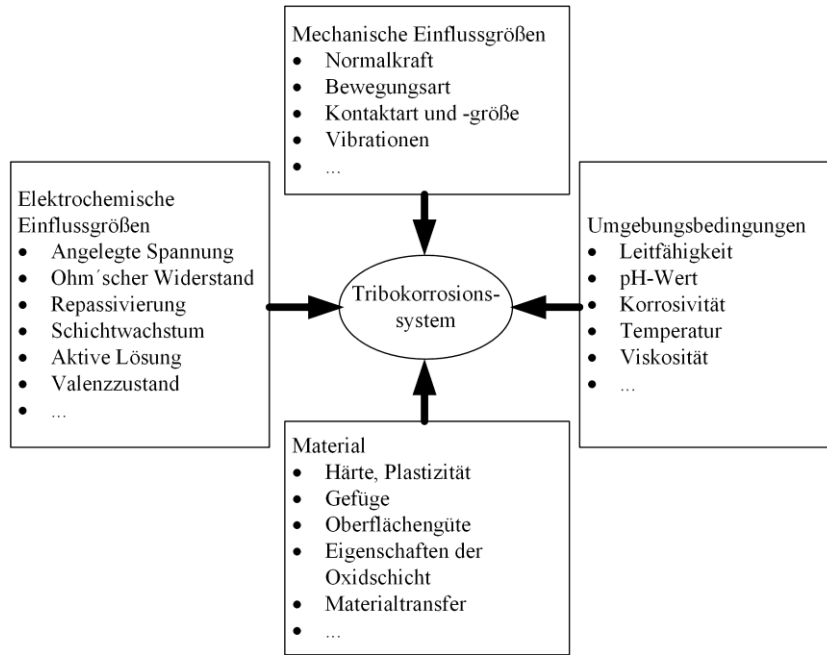 Mechanische Einflussgrößen
• Normalkraft
• Bewegungsart
• Kontaktart und -größe
• Vibrationen
• ...
Elektrochemische
Einflussgrößen
• Angelegte Spannung
• Ohm´scher Widerstand
• Repassivierung
• Schichtwachstum
• Aktive Lösung
• Valenzzustand
• ...
Tribokorrosions-
system
Umgebungsbedingungen
• Leitfähigkeit
• pH-Wert
• Korrosivität
• Temperatur
• Viskosität
• ...
Material
• Härte, Plastizität
• Gefüge
• Oberflächengüte
• Eigenschaften der
Oxidschicht
• Materialtransfer
• ...